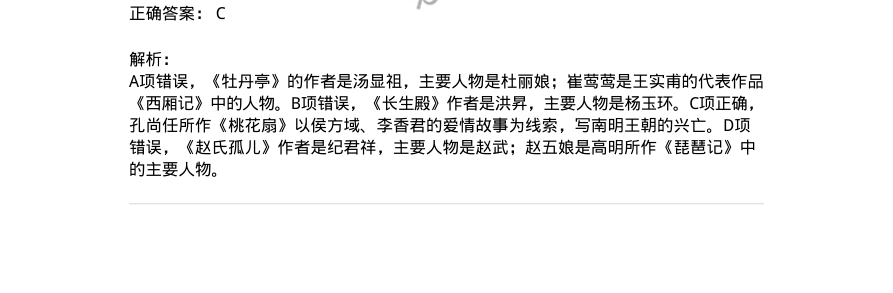 正确答案： C
解析：
A项错误，《牡丹亭》的作者是汤显祖，主要人物是杜丽娘；崔莺莺是王实甫的代表作品
《西厢记》中的人物。B项错误，《长生殿》作者是洪昇，主要人物是杨玉环。C项正确，
孔尚任所作《桃花扇》以侯方域、李香君的爱情故事为线索，写南明王朝的兴亡。D项
错误，《赵氏孤儿》作者是纪君祥，主要人物是赵武；赵五娘是高明所作《琵琶记》中
的主要人物。